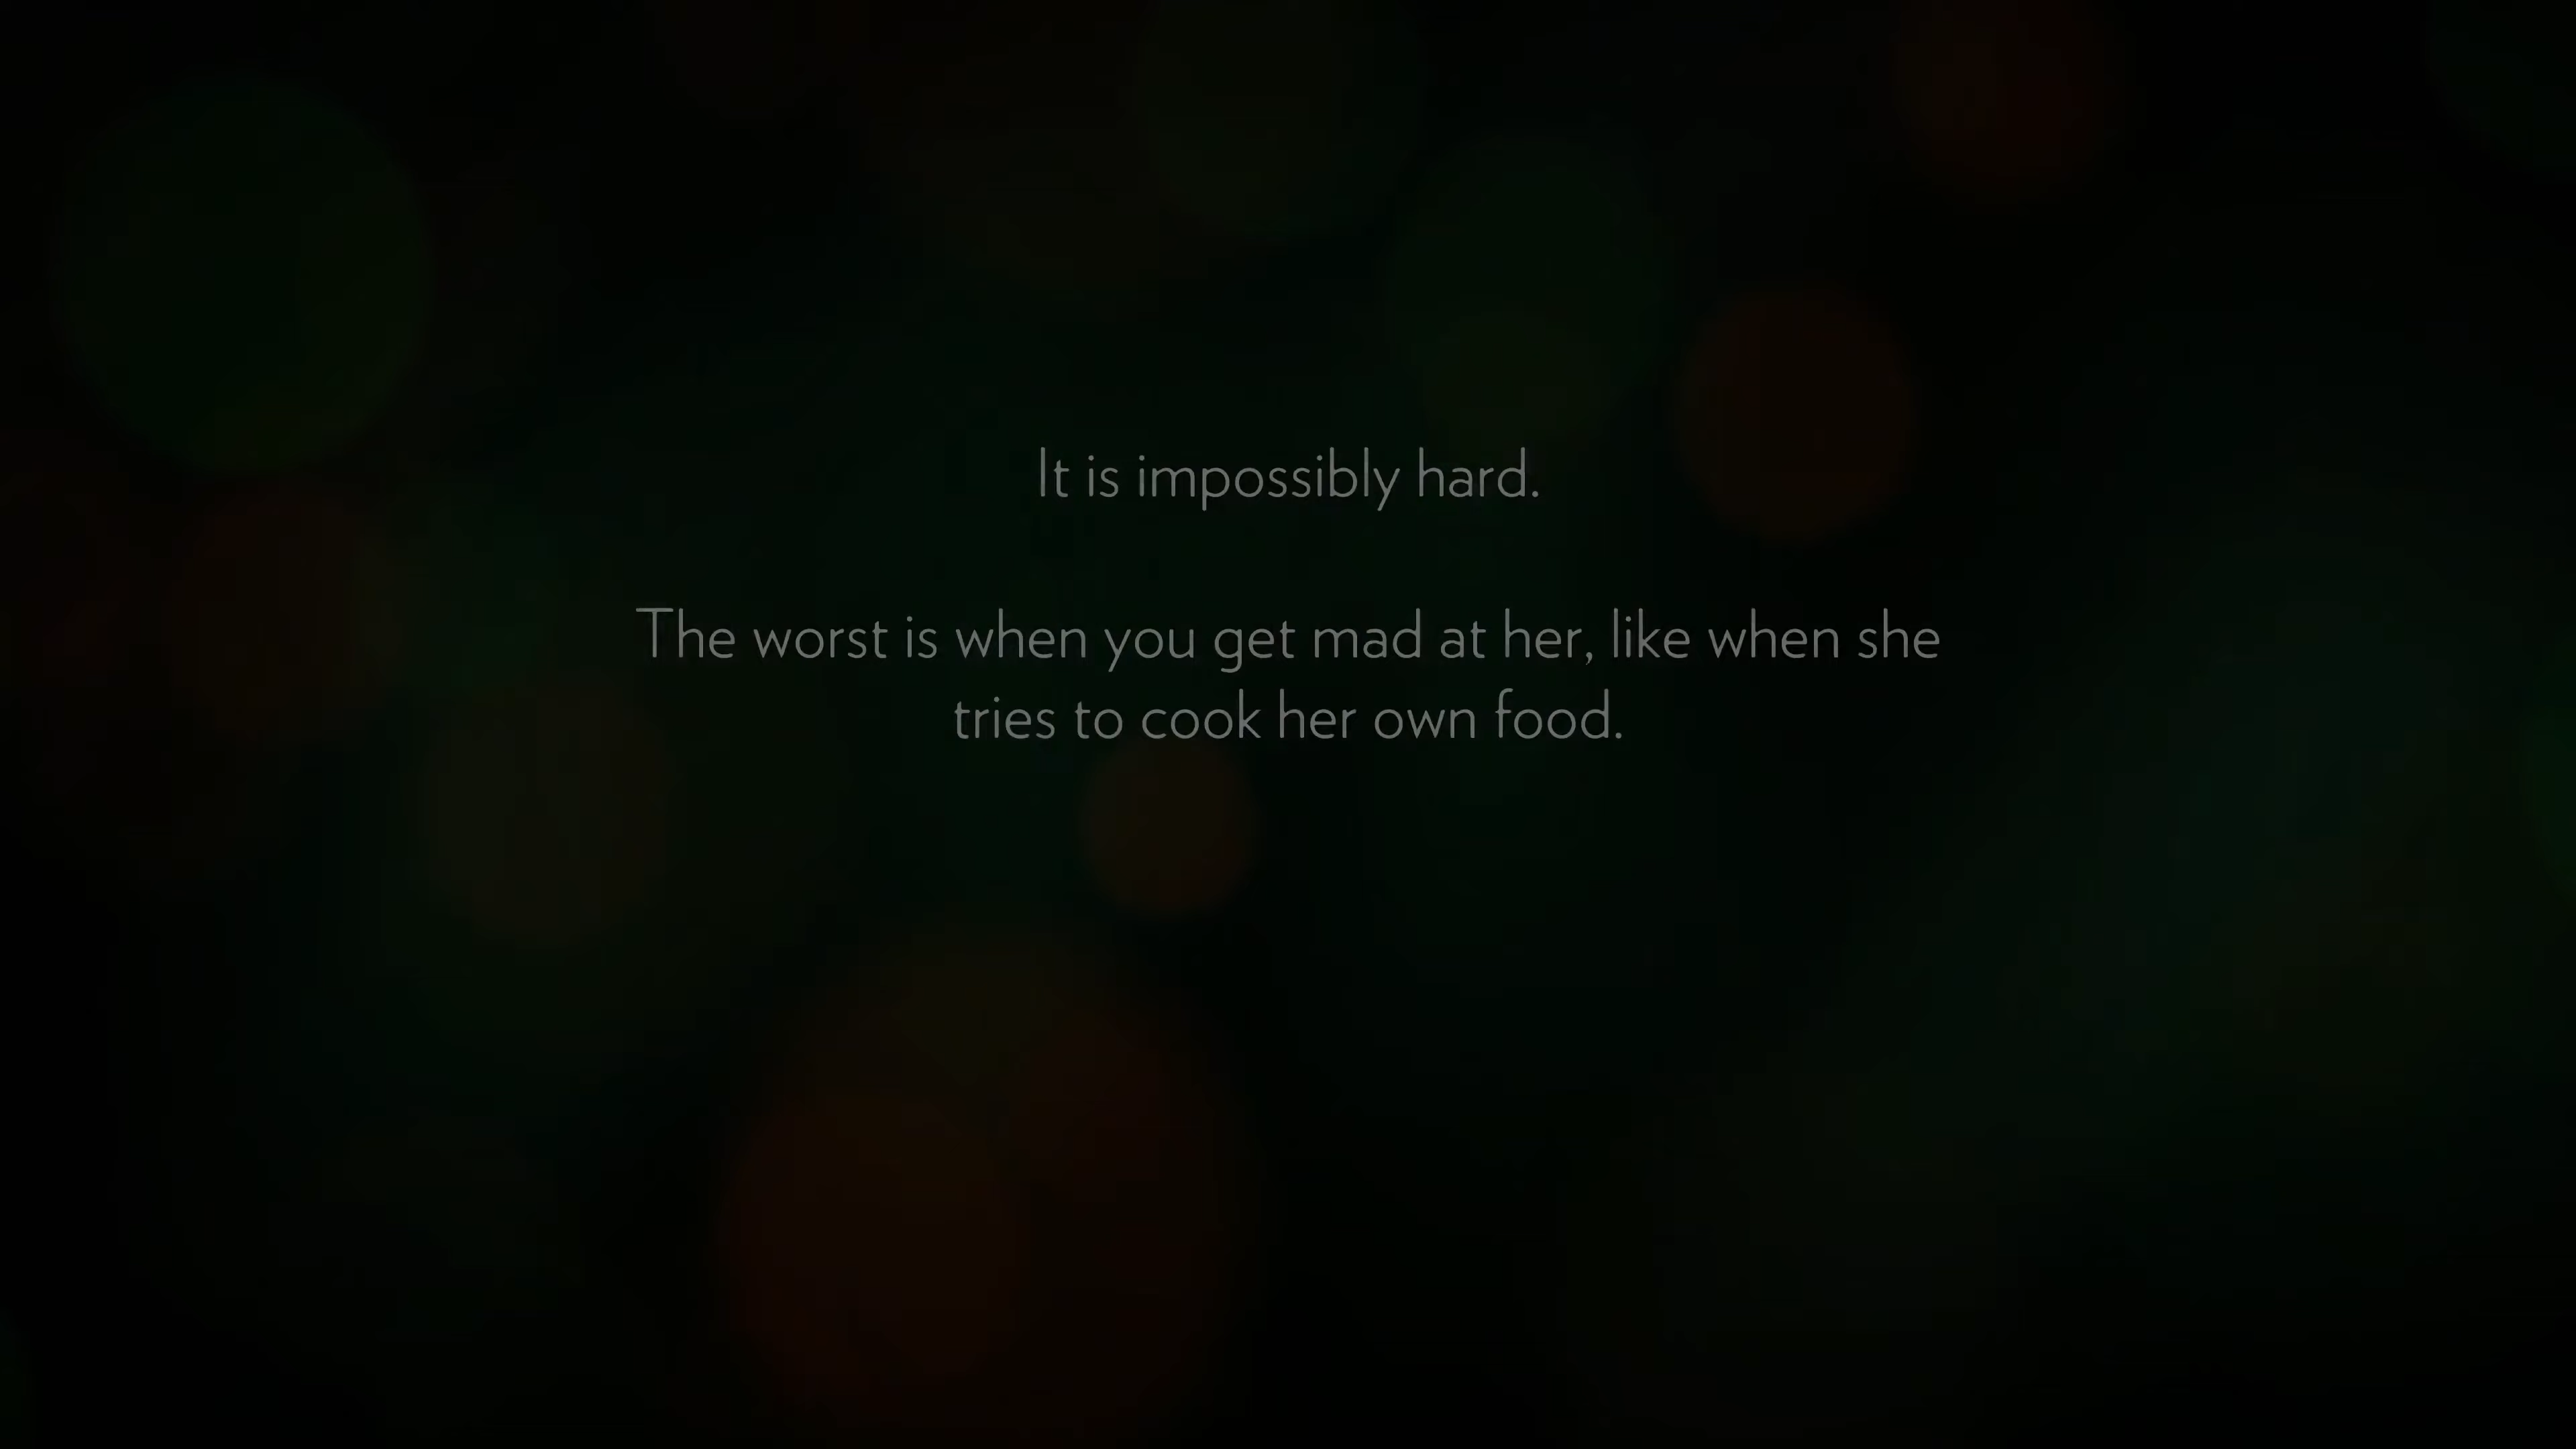 It is impossibly hard.
The worst is when you get mad at her, like when she
tries to cook her own food.